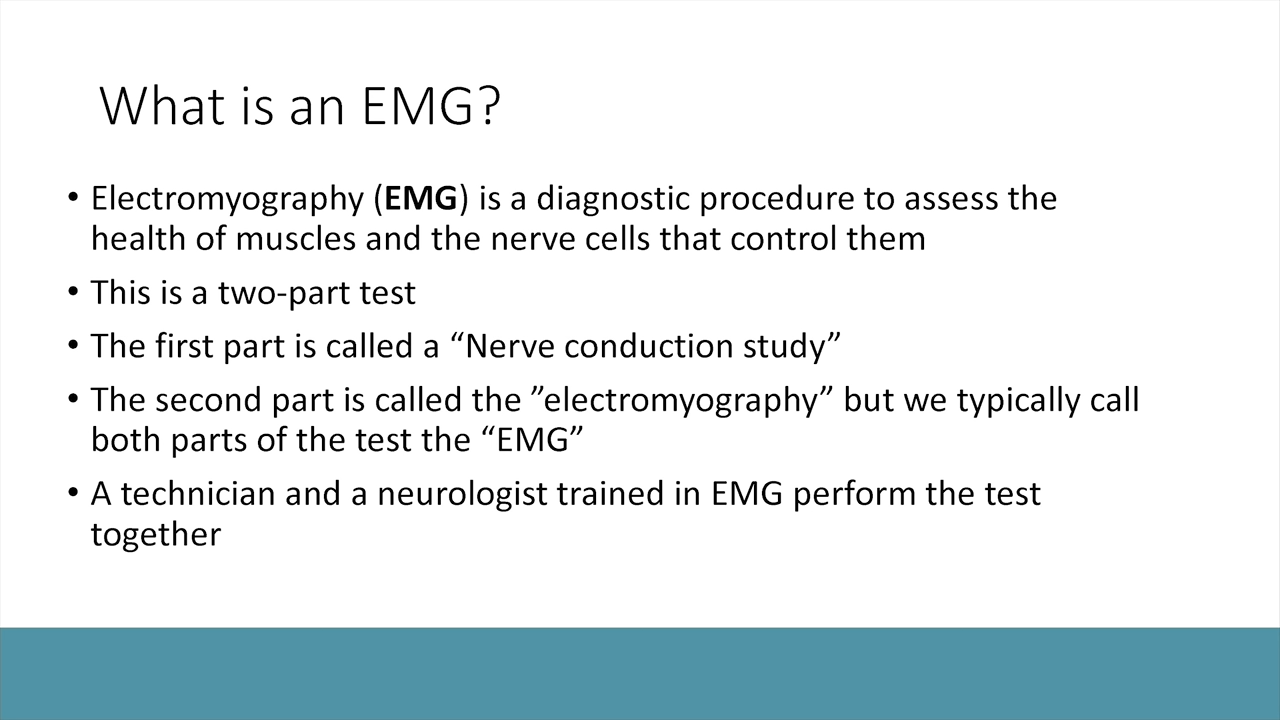 What is an EMG?
• Electromyography (EMG) is a diagnostic procedure to assess the
health of muscles and the nerve cells that control them
• This is a two-part test
• The first part is called a “Nerve conduction study”
• The second part is called the ”electromyography” but we typically call
both parts of the test the “EMG”
• A technician and a neurologist trained in EMG perform the test
together